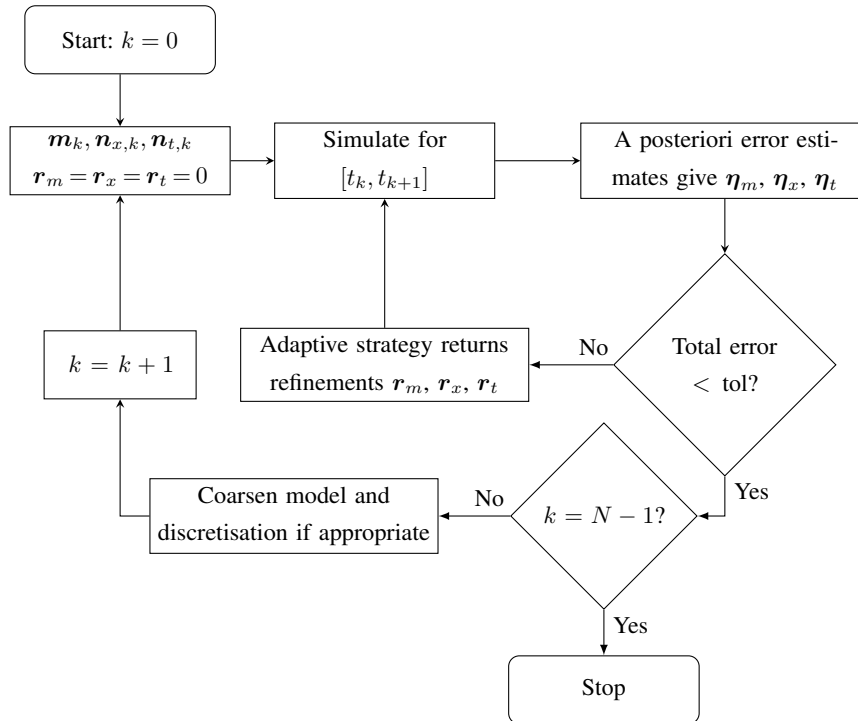 Start: k = 0
m_k, n_{x,k}, n_{t,k}
r_m = r_x = r_t = 0
Simulate for
[t_k, t_{k+1}]
A posteriori error esti-
mates give η_m, η_x, η_t
k = k + 1
Adaptive strategy returns
refinements r_m, r_x, r_t
No
Total error
< tol?
Yes
Coarsen model and
discretisation if appropriate
No
k = N − 1?
Yes
Stop